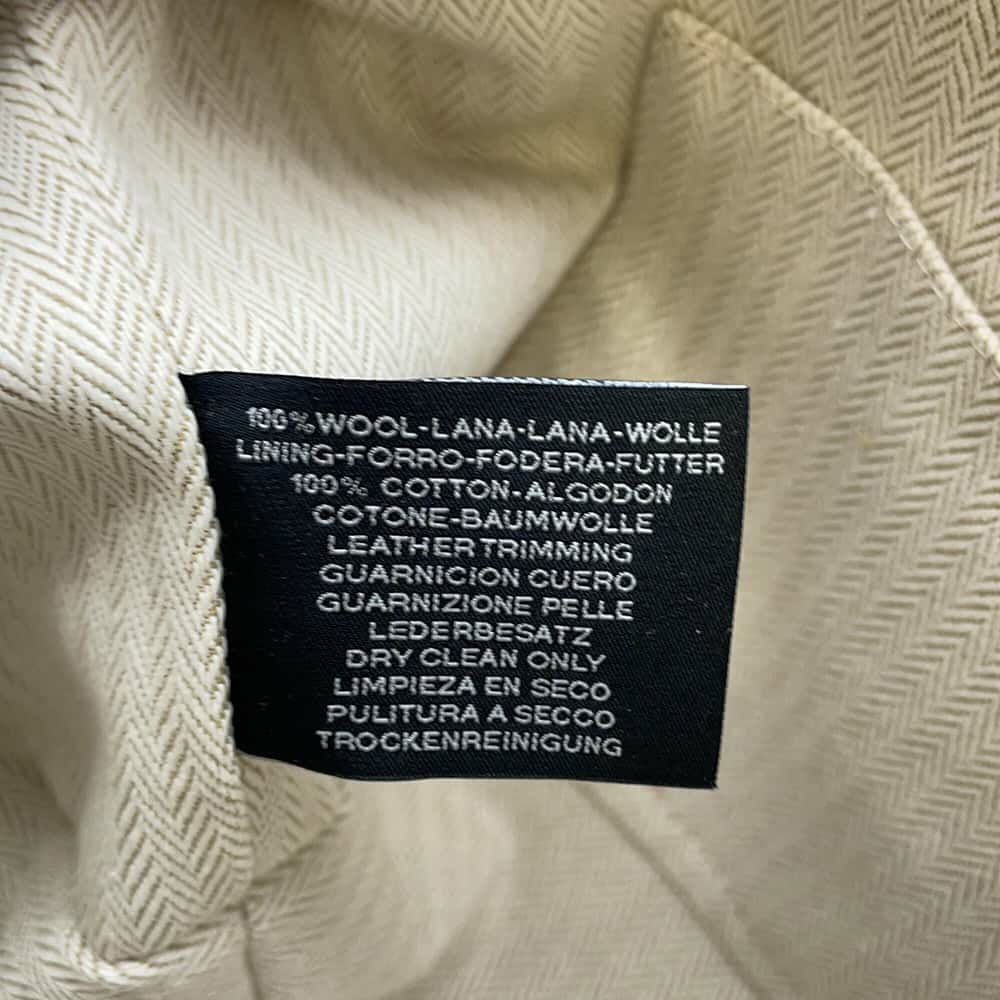 100% WOOL-LANA-LANA-WOLLE
LINING-FORRO-FODERA-FUTTER
100% COTTON-ALGODON
COTONE-BAUMWOLLE
LEATHER TRIMMING
GUARNICION CUERO
GUARNIZIONE PELLE
LEDERBESATZ
DRY CLEAN ONLY
LIMPIEZA EN SECO
PULITURA A SECCO
TROCKENREINIGUNG